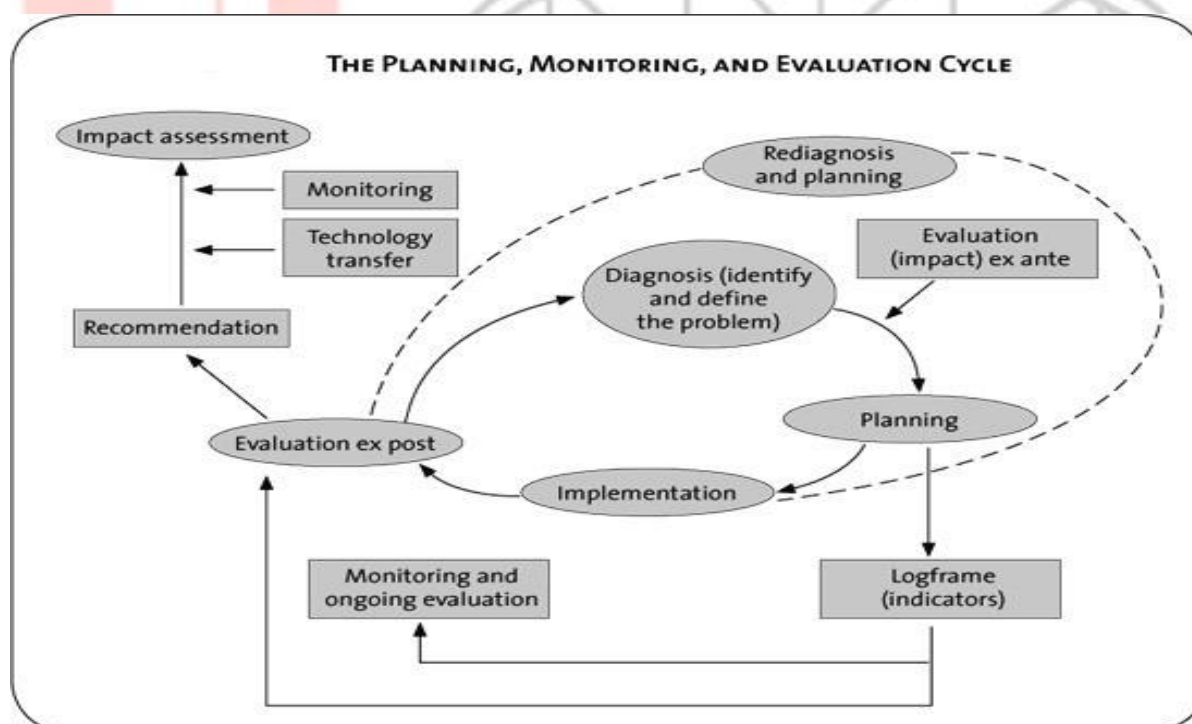 THE PLANNING, MONITORING, AND EVALUATION CYCLE
Impact assessment
Monitoring
Technology
transfer
Recommendation
Rediagnosis
and planning
Evaluation
(impact) ex ante
Diagnosis (identify
and define
the problem)
Planning
Evaluation ex post
Implementation
Monitoring and
ongoing evaluation
Logframe
(indicators)